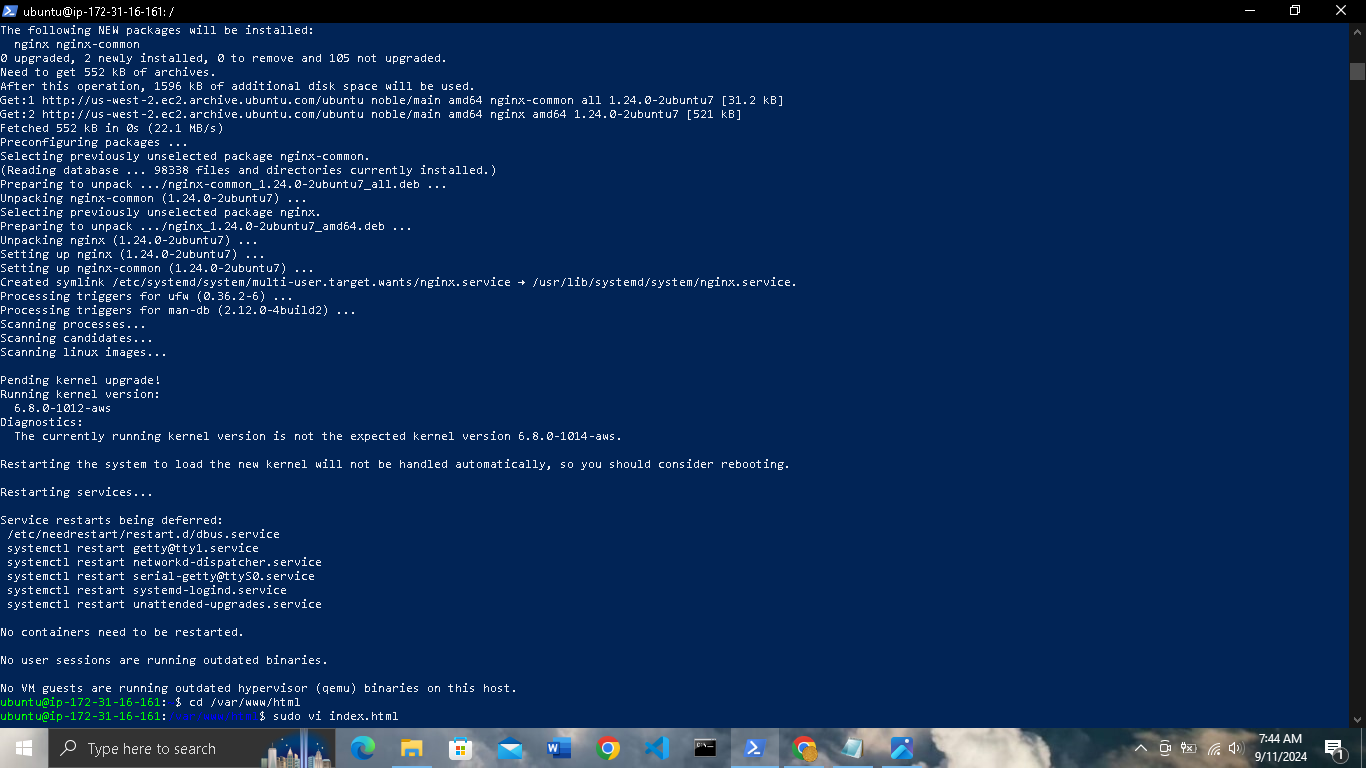 ubuntu@ip-172-31-16-161: /
The following NEW packages will be installed:
nginx nginx-common
0 upgraded, 2 newly installed, 0 to remove and 105 not upgraded.
Need to get 552 kB of archives.
After this operation, 1596 kB of additional disk space will be used.
Get:1 http://us-west-2.ec2.archive.ubuntu.com/ubuntu noble/main amd64 nginx-common all 1.24.0-2ubuntu7 [31.2 kB]
Get:2 http://us-west-2.ec2.archive.ubuntu.com/ubuntu noble/main amd64 nginx amd64 1.24.0-2ubuntu7 [521 kB]
Fetched 552 kB in 0s (22.1 MB/s)
Preconfiguring packages ...
Selecting previously unselected package nginx-common.
(Reading database ... 98338 files and directories currently installed.)
Preparing to unpack .../nginx-common_1.24.0-2ubuntu7_all.deb ...
Unpacking nginx-common (1.24.0-2ubuntu7) ...
Selecting previously unselected package nginx.
Preparing to unpack .../nginx_1.24.0-2ubuntu7_amd64.deb ...
Unpacking nginx (1.24.0-2ubuntu7) ...
Setting up nginx (1.24.0-2ubuntu7) ...
Setting up nginx-common (1.24.0-2ubuntu7) ...
Created symlink /etc/systemd/system/multi-user.target.wants/nginx.service → /usr/lib/systemd/system/nginx.service.
Processing triggers for ufw (0.36.2-6) ...
Processing triggers for man-db (2.12.0-4build2) ...
Scanning processes...
Scanning candidates...
Scanning linux images...
Pending kernel upgrade!
Running kernel version:
6.8.0-1012-aws
Diagnostics:
The currently running kernel version is not the expected kernel version 6.8.0-1014-aws.
Restarting the system to load the new kernel will not be handled automatically, so you should consider rebooting.
Restarting services...
Service restarts being deferred:
/etc/needrestart/restart.d/dbus.service
systemctl restart getty@tty1.service
systemctl restart networkd-dispatcher.service
systemctl restart serial-getty@ttyS0.service
systemctl restart systemd-logind.service
systemctl restart unattended-upgrades.service
No containers need to be restarted.
No user sessions are running outdated binaries.
No VM guests are running outdated hypervisor (qemu) binaries on this host.
ubuntu@ip-172-31-16-161:~$ cd /var/www/html
ubuntu@ip-172-31-16-161:/var/www/html$ sudo vi index.html
Type here to search
7:44 AM
9/11/2024
1